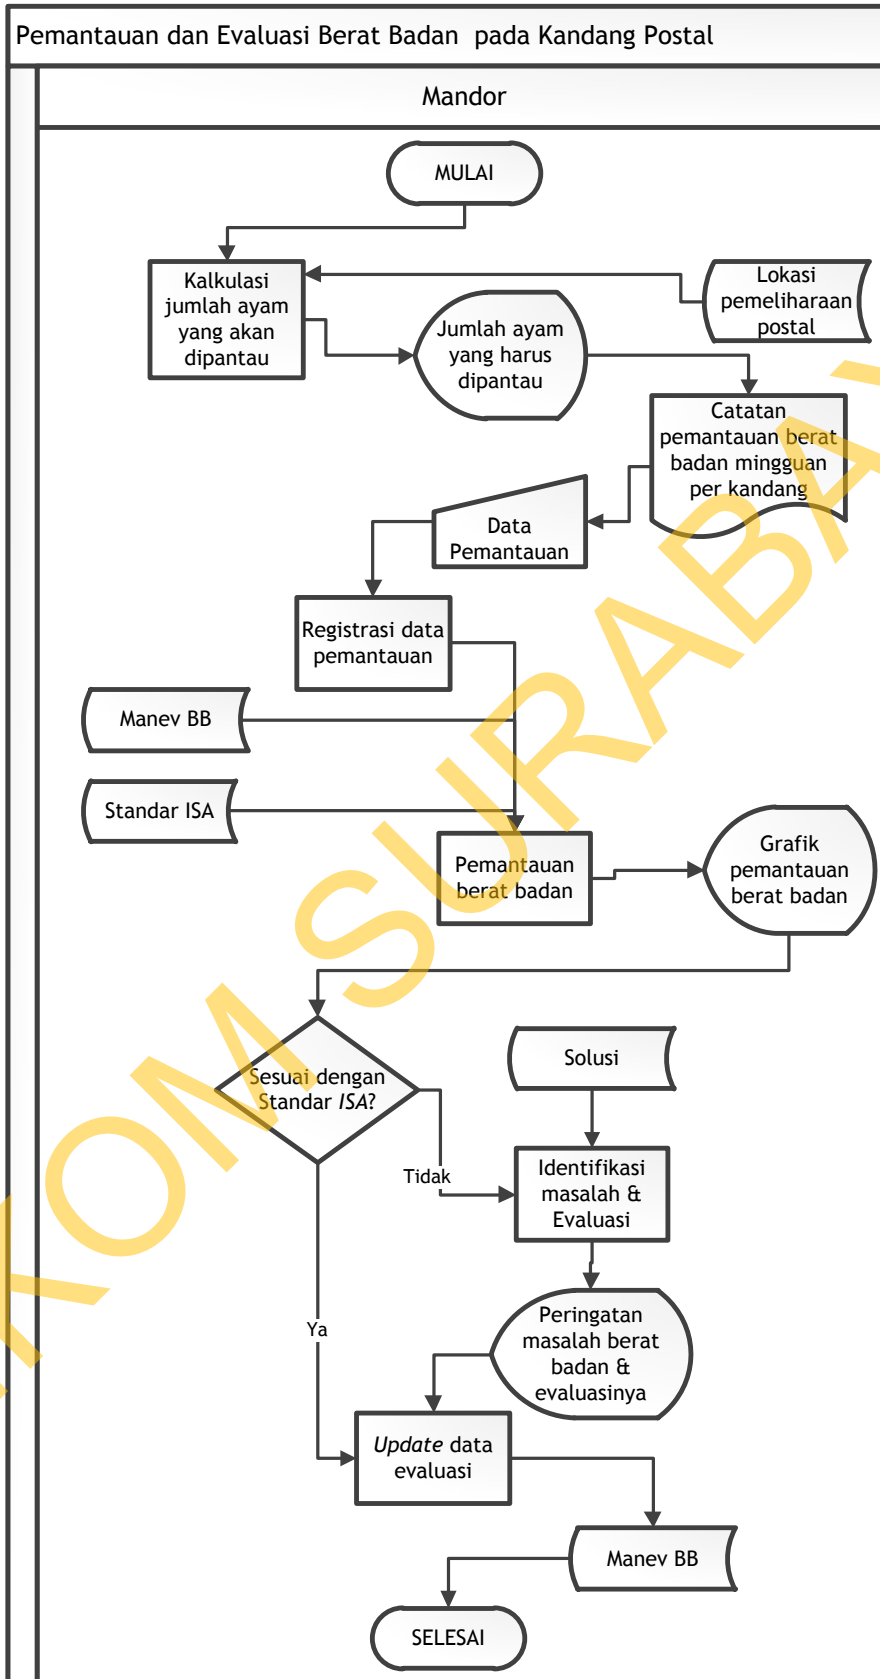 Pemantauan dan Evaluasi Berat Badan pada Kandang Postal
Mandor
MULAI
Kalkulasi
jumlah ayam
yang akan
dipantau
Lokasi
pemeliharaan
postal
Jumlah ayam
yang harus
dipantau
Catatan
pemantauan berat
badan mingguan
per kandang
Data
Pemantauan
Registrasi data
pemantauan
Manev BB
Standar ISA
Pemantauan
berat badan
Grafik
pemantauan
berat badan
Sesuai dengan
Standar ISA?
Solusi
Tidak
Identifikasi
masalah &
Evaluasi
Ya
Peringatan
masalah berat
badan &
evaluasinya
Update data
evaluasi
Manev BB
SELESAI
KOM SURABAY